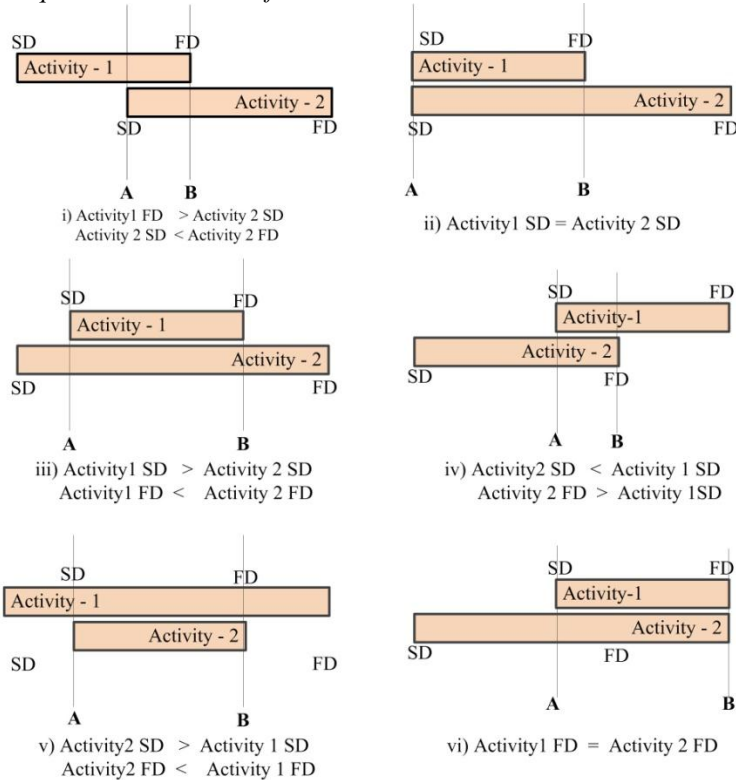 SD FD
Activity - 1
Activity - 2
SD FD
A B
i) Activity1 FD > Activity 2 SD
Activity 2 SD < Activity 2 FD
SD FD
Activity - 1
Activity - 2
SD FD
A B
ii) Activity1 SD = Activity 2 SD
SD FD
Activity - 1
Activity - 2
SD FD
A B
iii) Activity1 SD > Activity 2 SD
Activity1 FD < Activity 2 FD
SD FD
Activity-1
Activity - 2
SD FD
A B
iv) Activity2 SD < Activity 1 SD
Activity 2 FD > Activity 1SD
SD FD
Activity - 1
Activity - 2
SD FD
A B
v) Activity2 SD > Activity 1 SD
Activity2 FD < Activity 1 FD
SD FD
Activity-1
Activity - 2
SD FD
A B
vi) Activity1 FD = Activity 2 FD